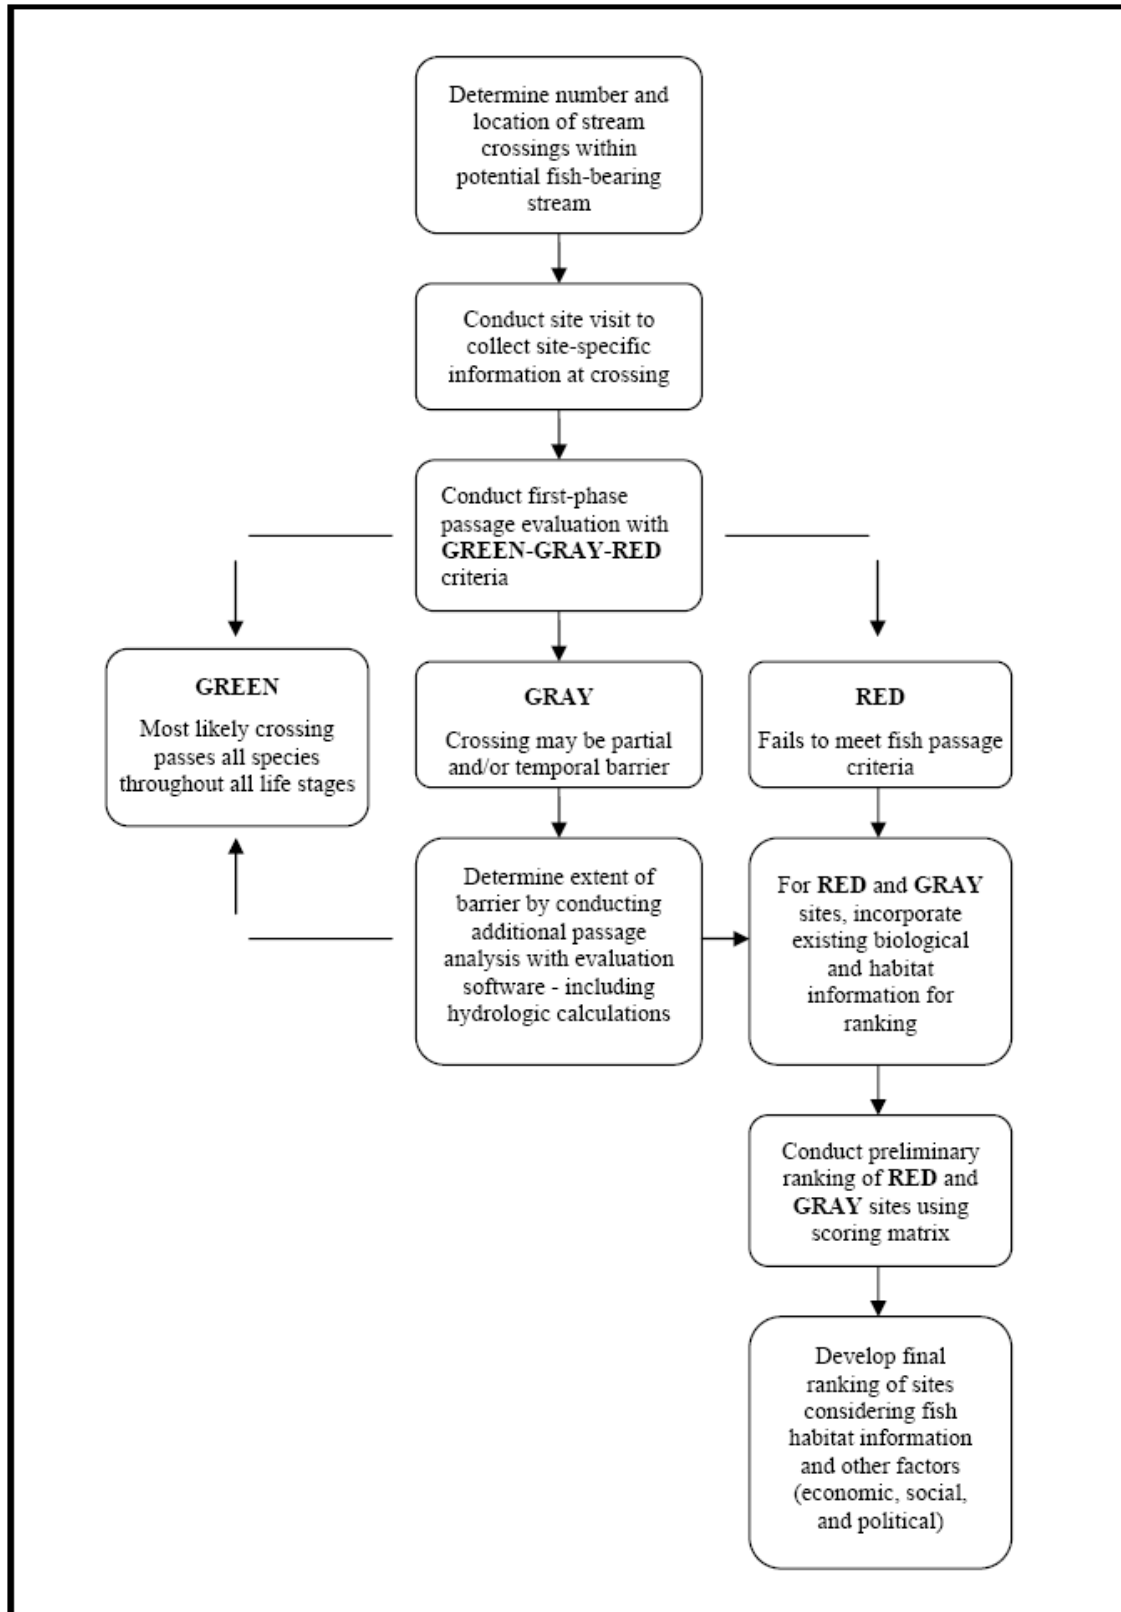 Determine number and
location of stream
crossings within
potential fish-bearing
stream
Conduct site visit to
collect site-specific
information at crossing
Conduct first-phase
passage evaluation with
GREEN-GRAY-RED
criteria
GREEN
Most likely crossing
passes all species
throughout all life stages
GRAY
Crossing may be partial
and/or temporal barrier
RED
Fails to meet fish passage
criteria
Determine extent of
barrier by conducting
additional passage
analysis with evaluation
software - including
hydrologic calculations
For RED and GRAY
sites, incorporate
existing biological
and habitat
information for
ranking
Conduct preliminary
ranking of RED and
GRAY sites using
scoring matrix
Develop final
ranking of sites
considering fish
habitat information
and other factors
(economic, social,
and political)